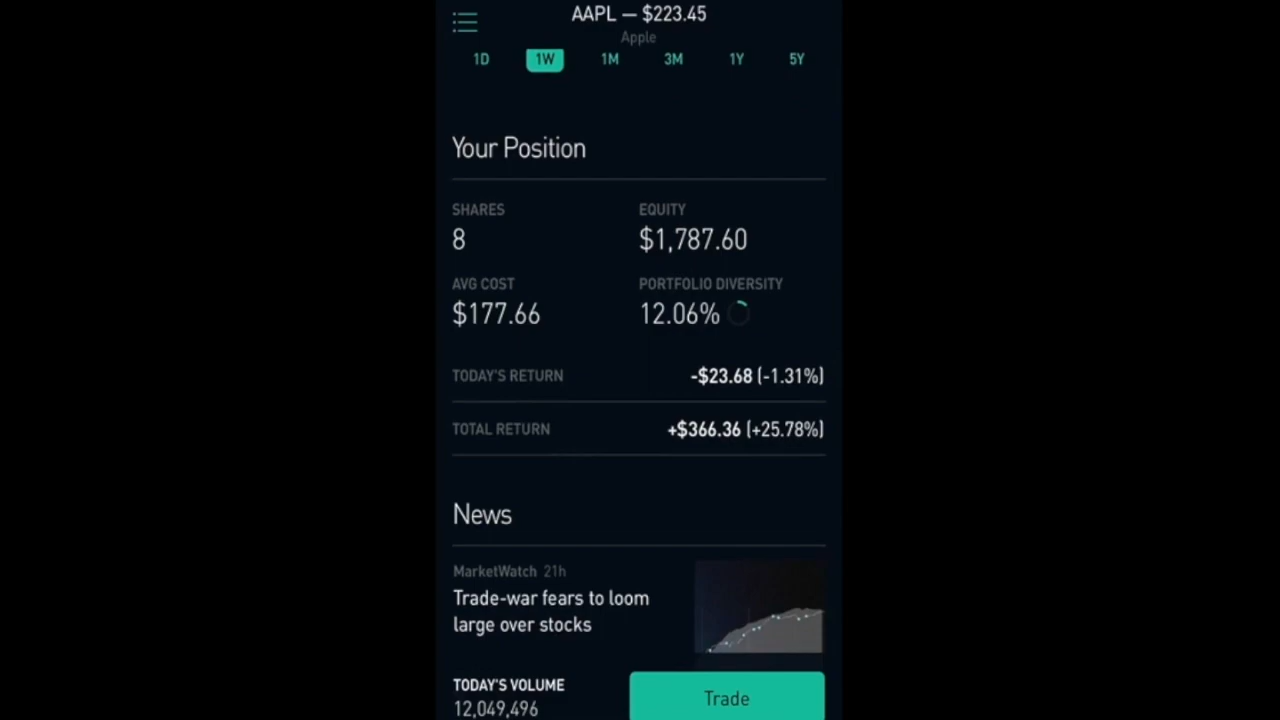 AAPL — $223.45
Apple
1D 1W 1M 3M 1Y 5Y
Your Position
SHARES EQUITY
8 $1,787.60
AVG COST PORTFOLIO DIVERSITY
$177.66 12.06%
TODAY'S RETURN -$23.68 (-1.31%)
TOTAL RETURN +$366.36 (+25.78%)
News
MarketWatch 21h
Trade-war fears to loom
large over stocks
TODAY'S VOLUME
12,049,496
Trade